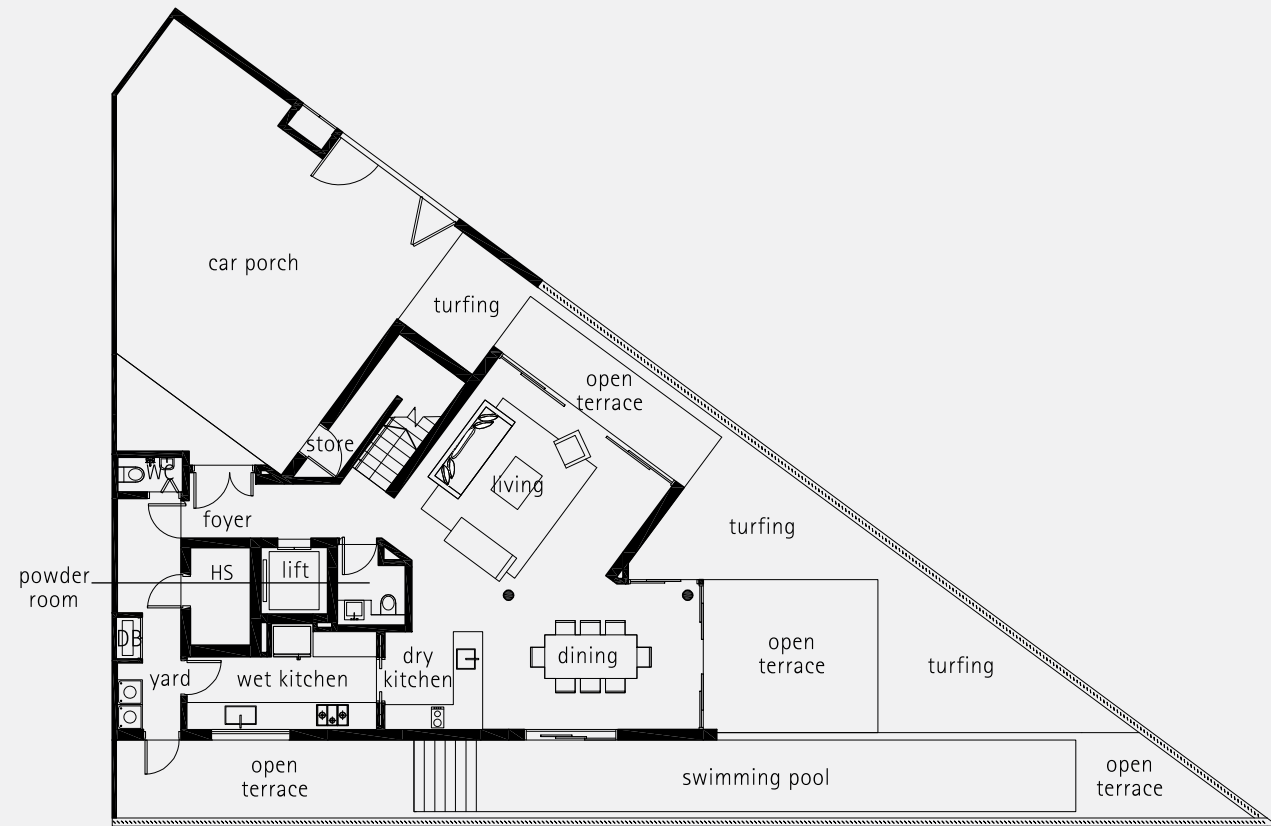 car porch
turfing
open
terrace
store
living
foyer
turfing
HS
lift
powder
room
DB
yard
wet kitchen
dry
kitchen
dining
open
terrace
turfing
open
terrace
swimming pool
open
terrace